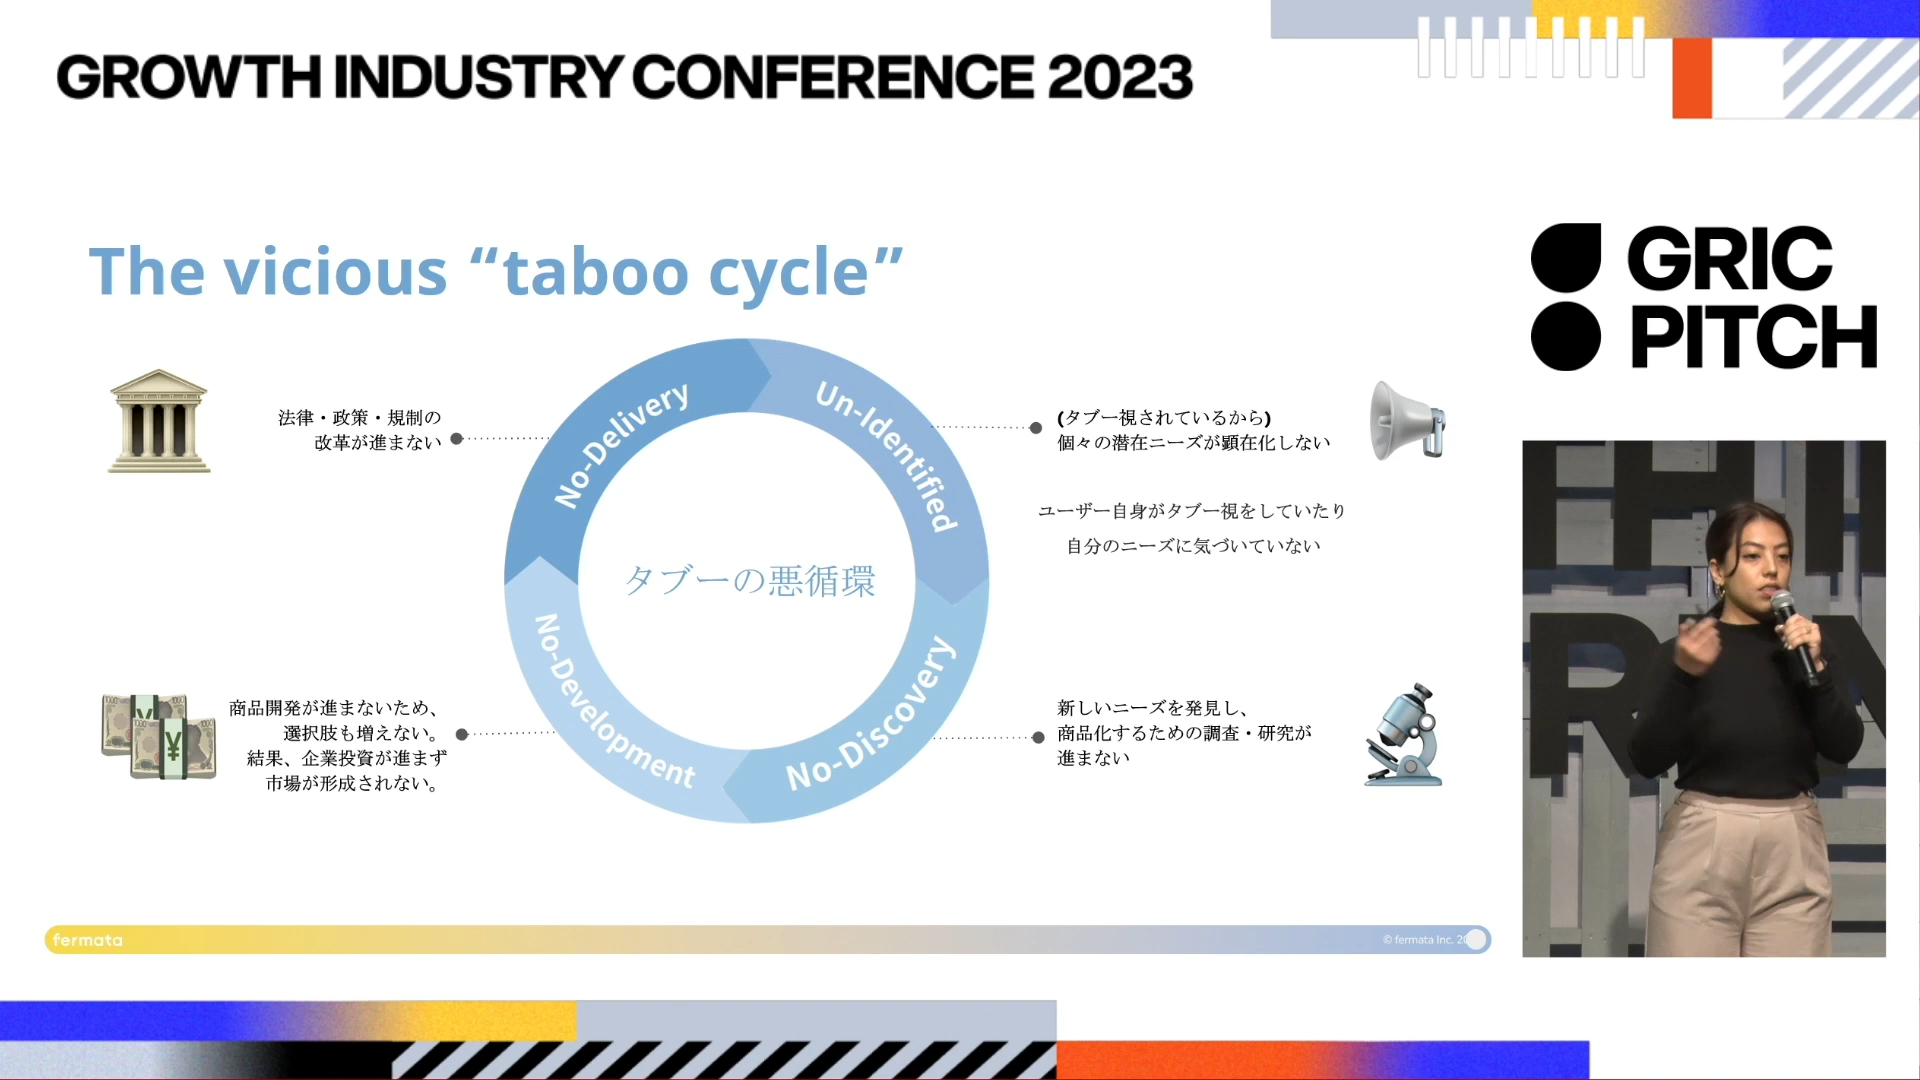 GROWTH INDUSTRY CONFERENCE 2023
GRIC
PITCH
The vicious “taboo cycle”
No-Delivery
Un-Identified
No-Discovery
No-Development
タブーの悪循環
法律・政策・規制の
改革が進まない
(タブー視されているから)
個々の潜在ニーズが顕在化しない
ユーザー自身がタブー視をしていたり
自分のニーズに気づいていない
商品開発が進まないため、
選択肢も増えない。
結果、企業投資が進まず
市場が形成されない。
新しいニーズを発見し、
商品化するための調査・研究が
進まない
fermata
© fermata Inc.